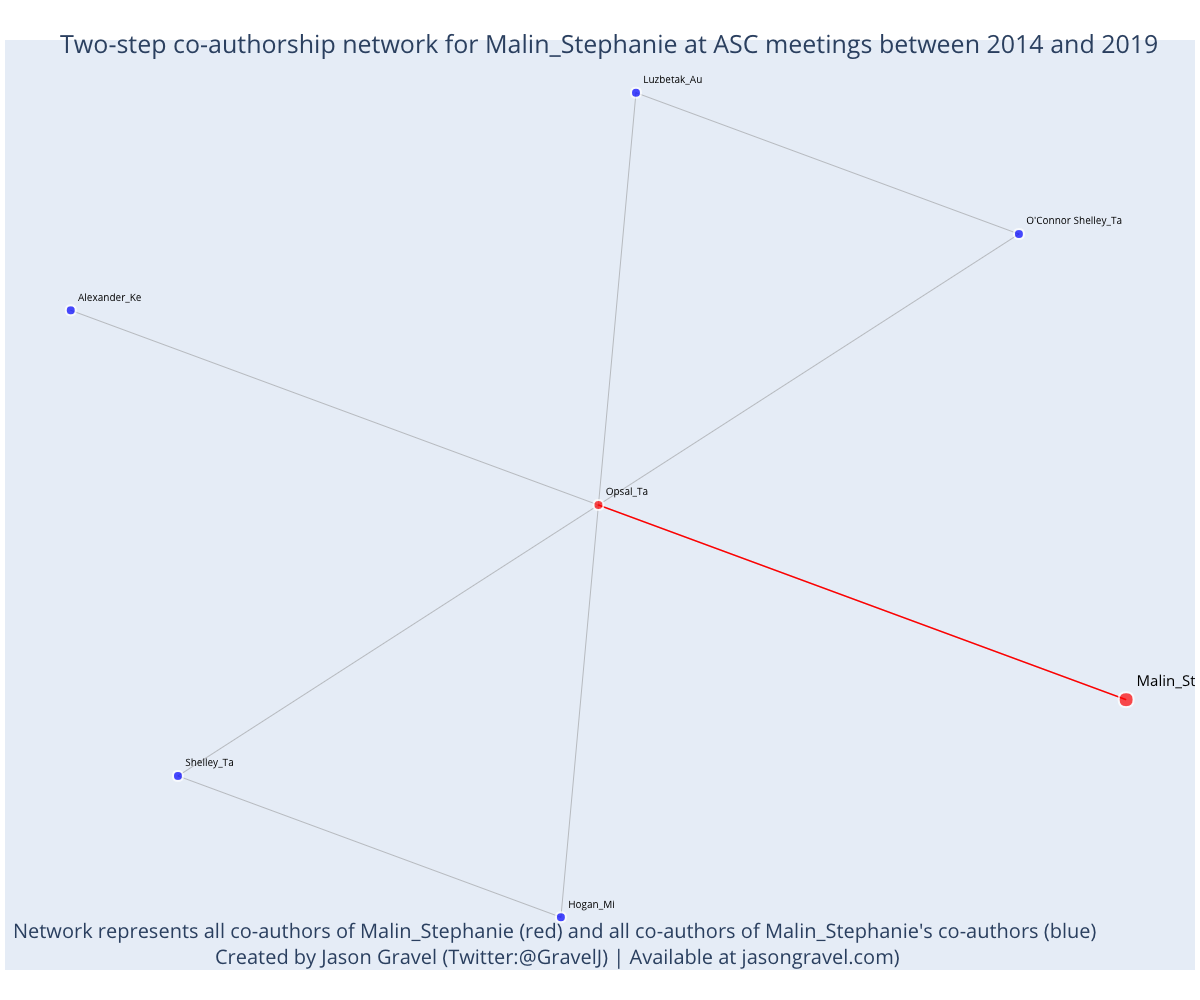 Two-step co-authorship network for Malin_Stephanie at ASC meetings between 2014 and 2019
Luzbetak_Au
O'Connor Shelley_Ta
Alexander_Ke
Opsal_Ta
Malin_St
Shelley_Ta
Hogan_Mi
Network represents all co-authors of Malin_Stephanie (red) and all co-authors of Malin_Stephanie's co-authors (blue)
Created by Jason Gravel (Twitter:@GravelJ) | Available at jasongravel.com)